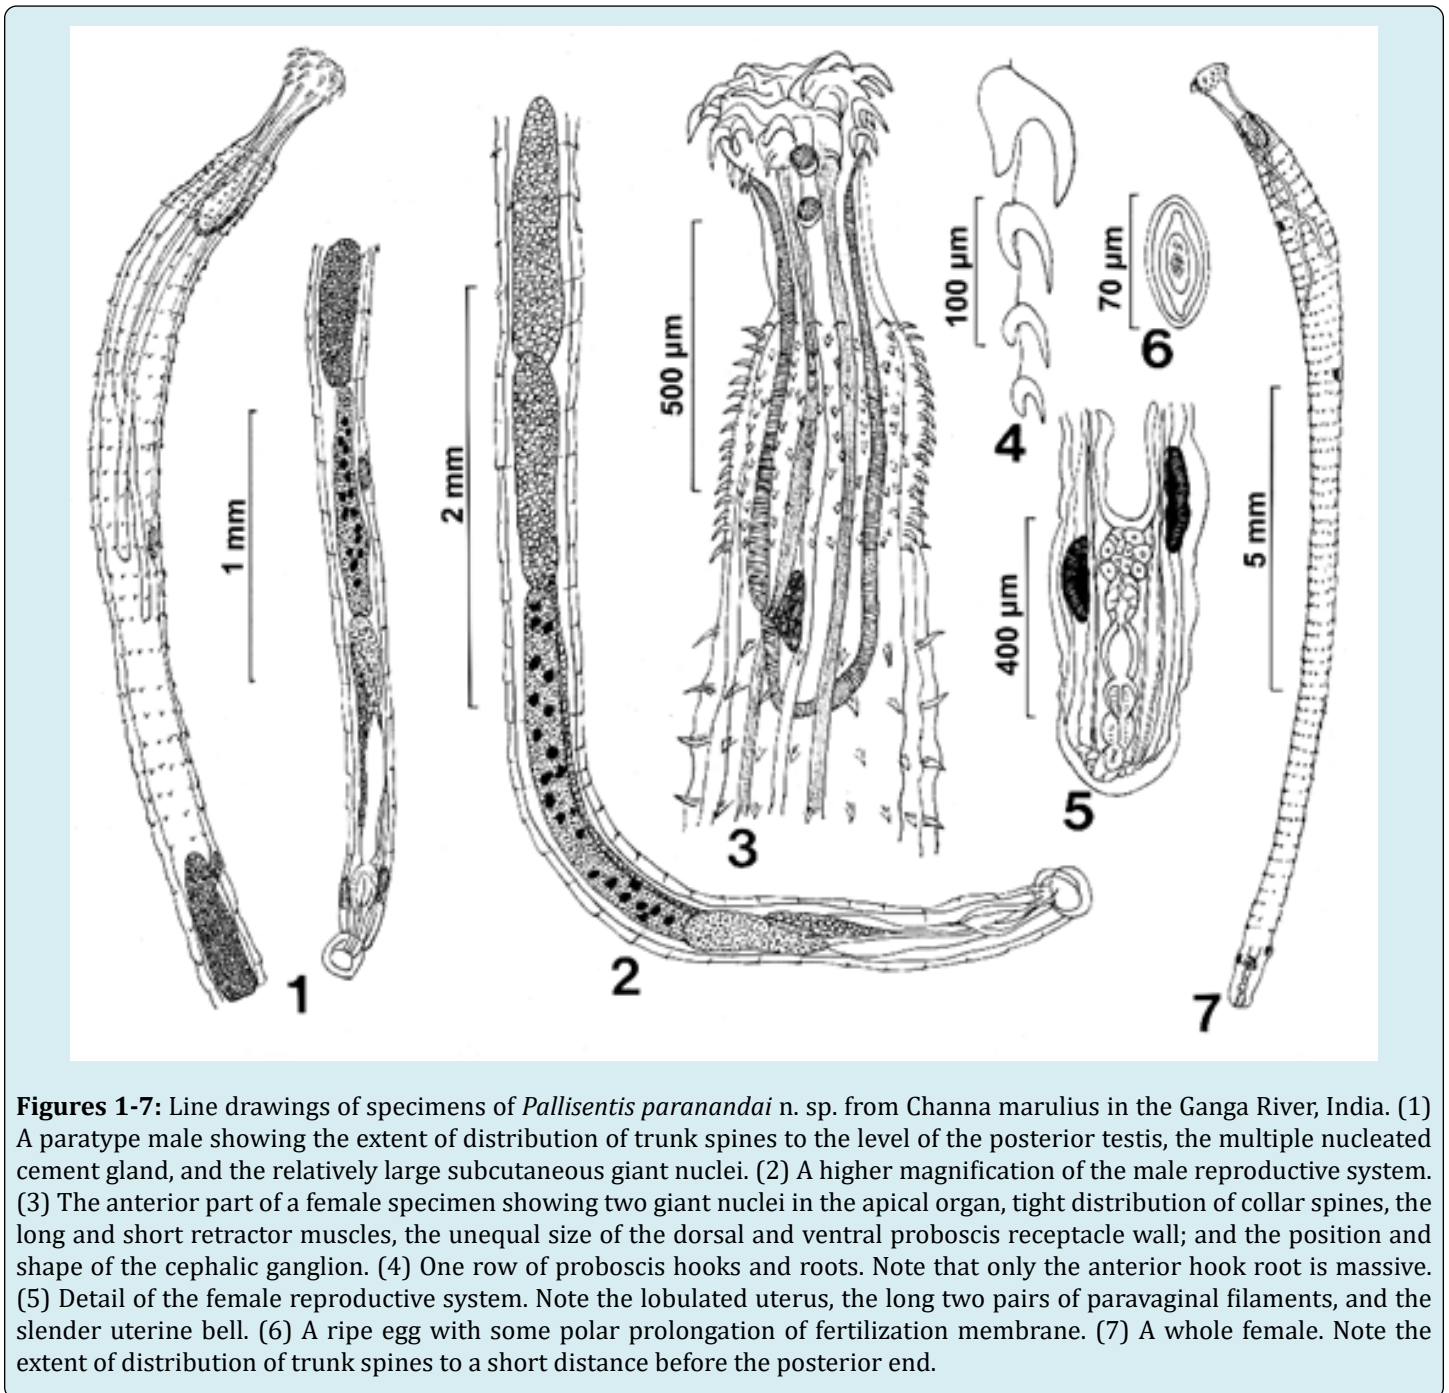 1 mm
1
2 mm
2
500 µm
3
100 µm
4
70 µm
6
400 µm
5
5 mm
7
Figures 1-7: Line drawings of specimens of Pallisentis paranandai n. sp. from Channa marulius in the Ganga River, India. (1)
A paratype male showing the extent of distribution of trunk spines to the level of the posterior testis, the multiple nucleated
cement gland, and the relatively large subcutaneous giant nuclei. (2) A higher magnification of the male reproductive system.
(3) The anterior part of a female specimen showing two giant nuclei in the apical organ, tight distribution of collar spines, the
long and short retractor muscles, the unequal size of the dorsal and ventral proboscis receptacle wall; and the position and
shape of the cephalic ganglion. (4) One row of proboscis hooks and roots. Note that only the anterior hook root is massive.
(5) Detail of the female reproductive system. Note the lobulated uterus, the long two pairs of paravaginal filaments, and the
slender uterine bell. (6) A ripe egg with some polar prolongation of fertilization membrane. (7) A whole female. Note the
extent of distribution of trunk spines to a short distance before the posterior end.